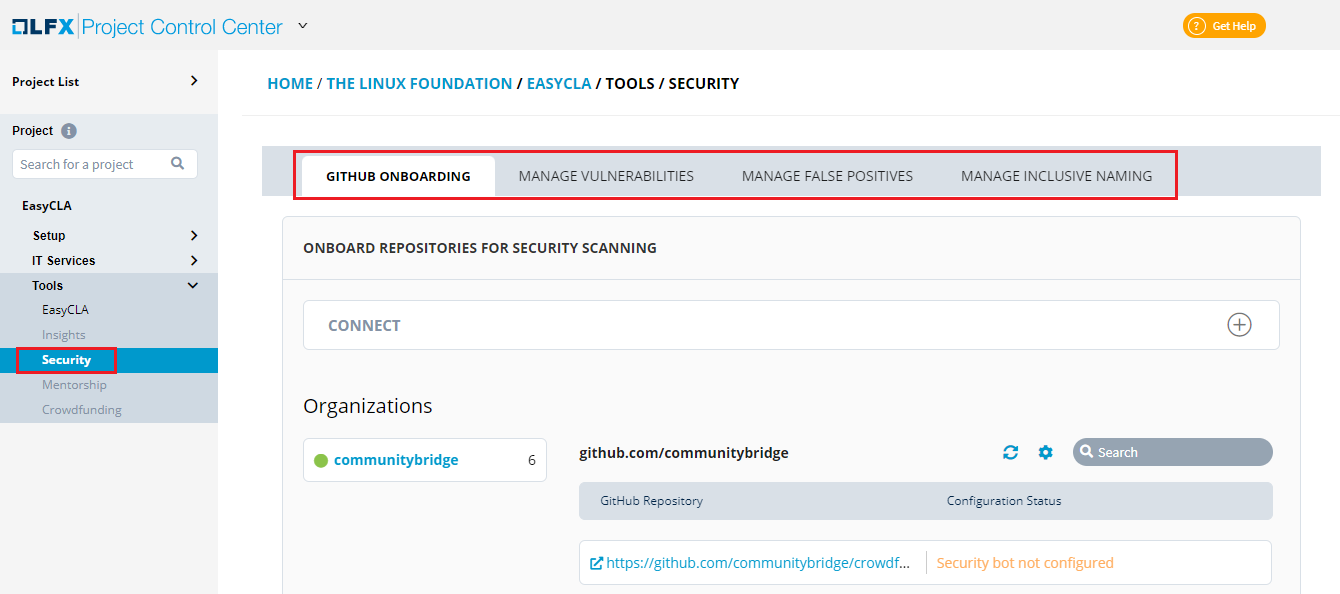 LFX Project Control Center
Get Help
Project List
Project
Search for a project
EasyCLA
Setup
IT Services
Tools
EasyCLA
Insights
Security
Mentorship
Crowdfunding
HOME / THE LINUX FOUNDATION / EASYCLA / TOOLS / SECURITY
GITHUB ONBOARDING MANAGE VULNERABILITIES MANAGE FALSE POSITIVES MANAGE INCLUSIVE NAMING
ONBOARD REPOSITORIES FOR SECURITY SCANNING
CONNECT
Organizations
communitybridge 6
github.com/communitybridge
Search
GitHub Repository Configuration Status
https://github.com/communitybridge/crowdf... Security bot not configured